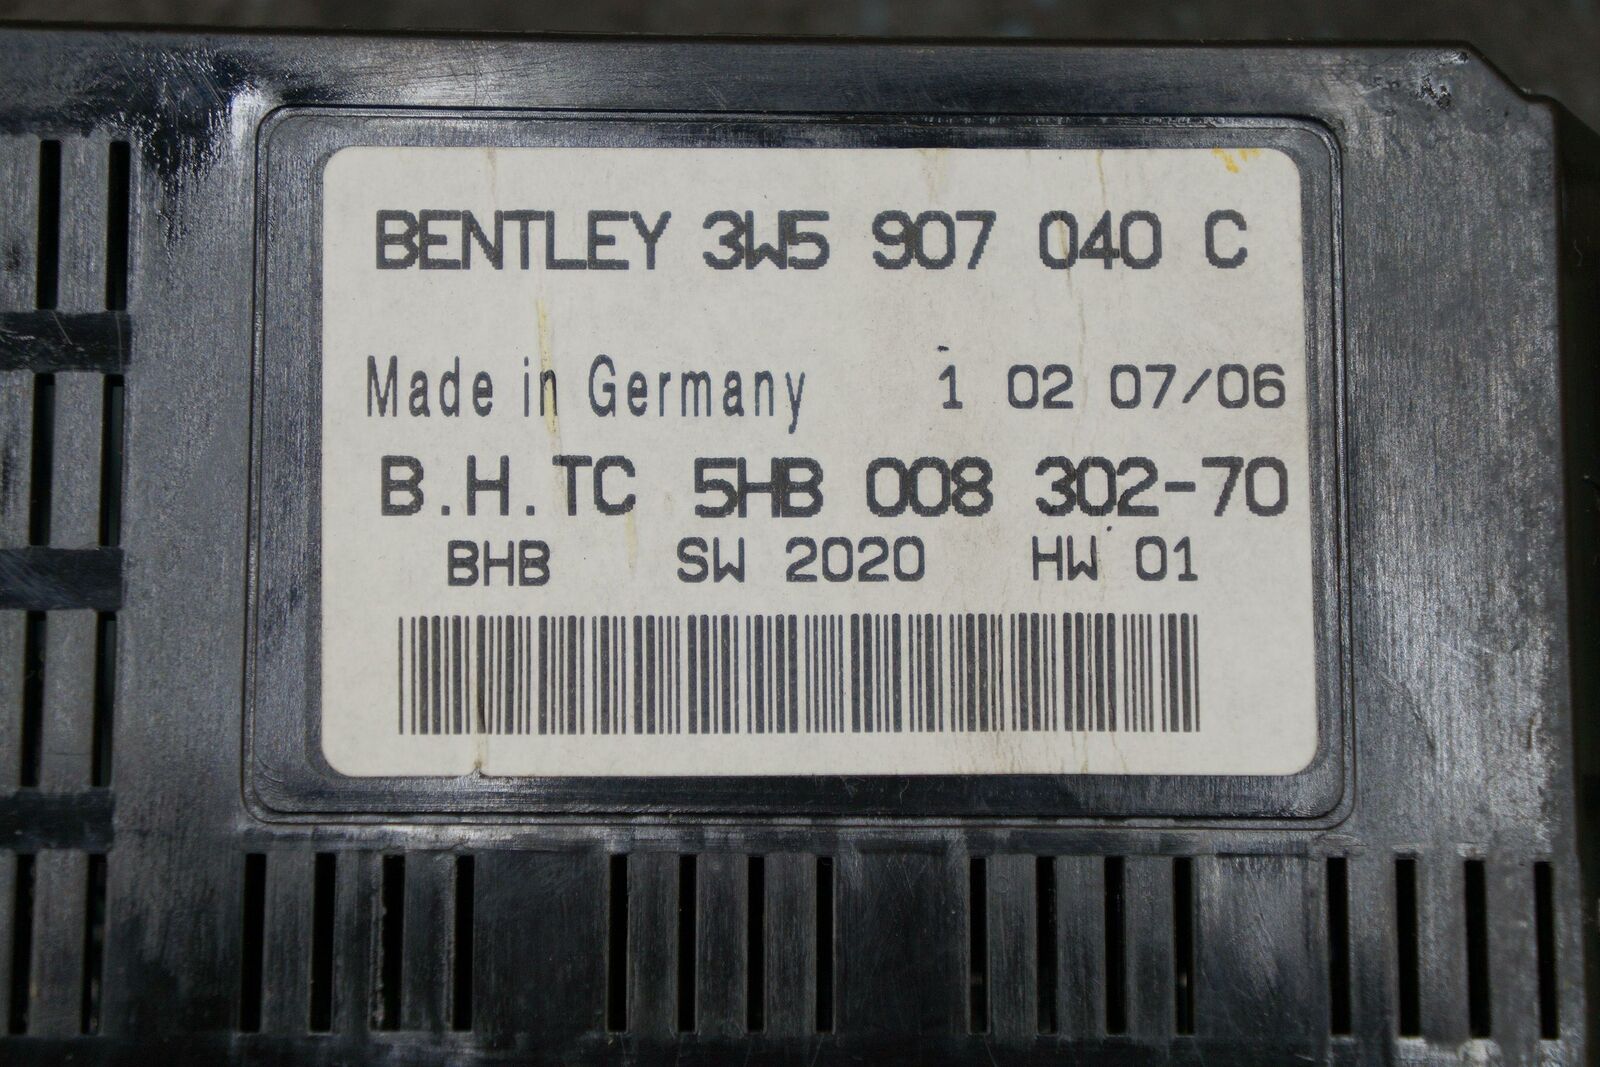 BENTLEY 3W5 907 040 C
Made in Germany 1 02 07/06
B.H.TC 5HB 008 302-70
BHB SW 2020 HW 01